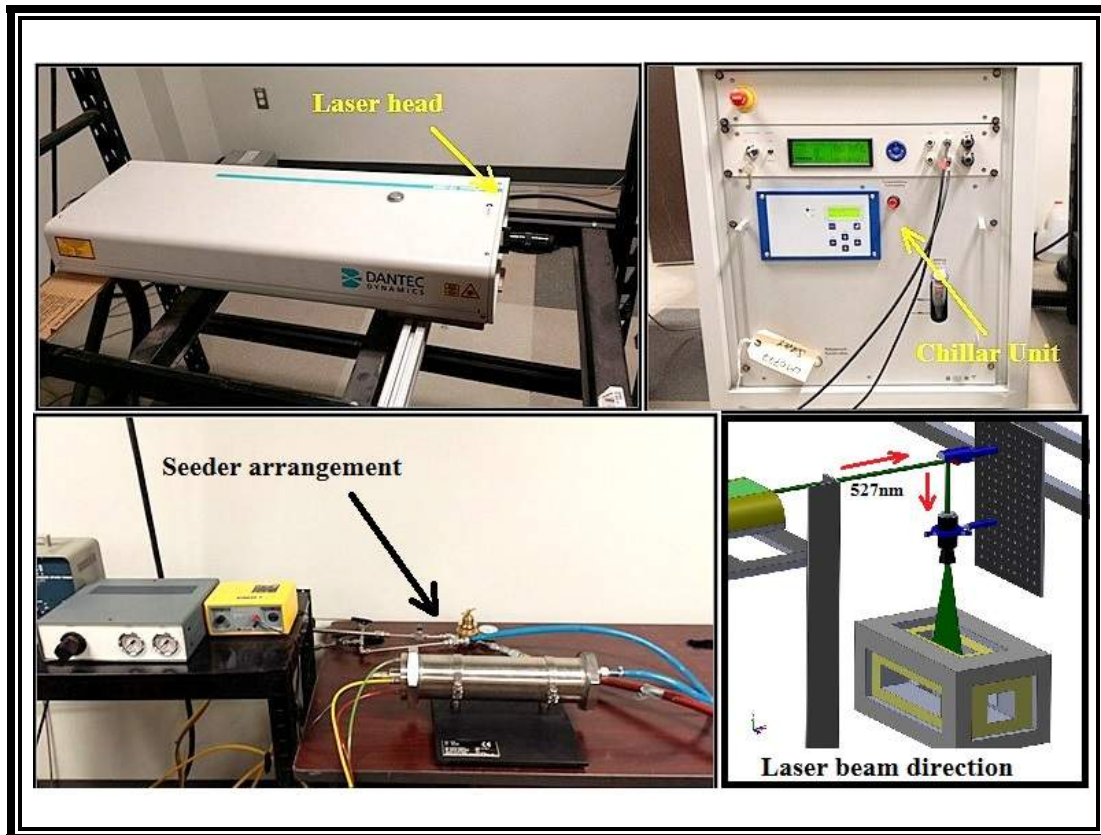 Laser head
DANTEC
DYNAMICS
Chillar Unit
Seeder arrangement
527nm
Laser beam direction